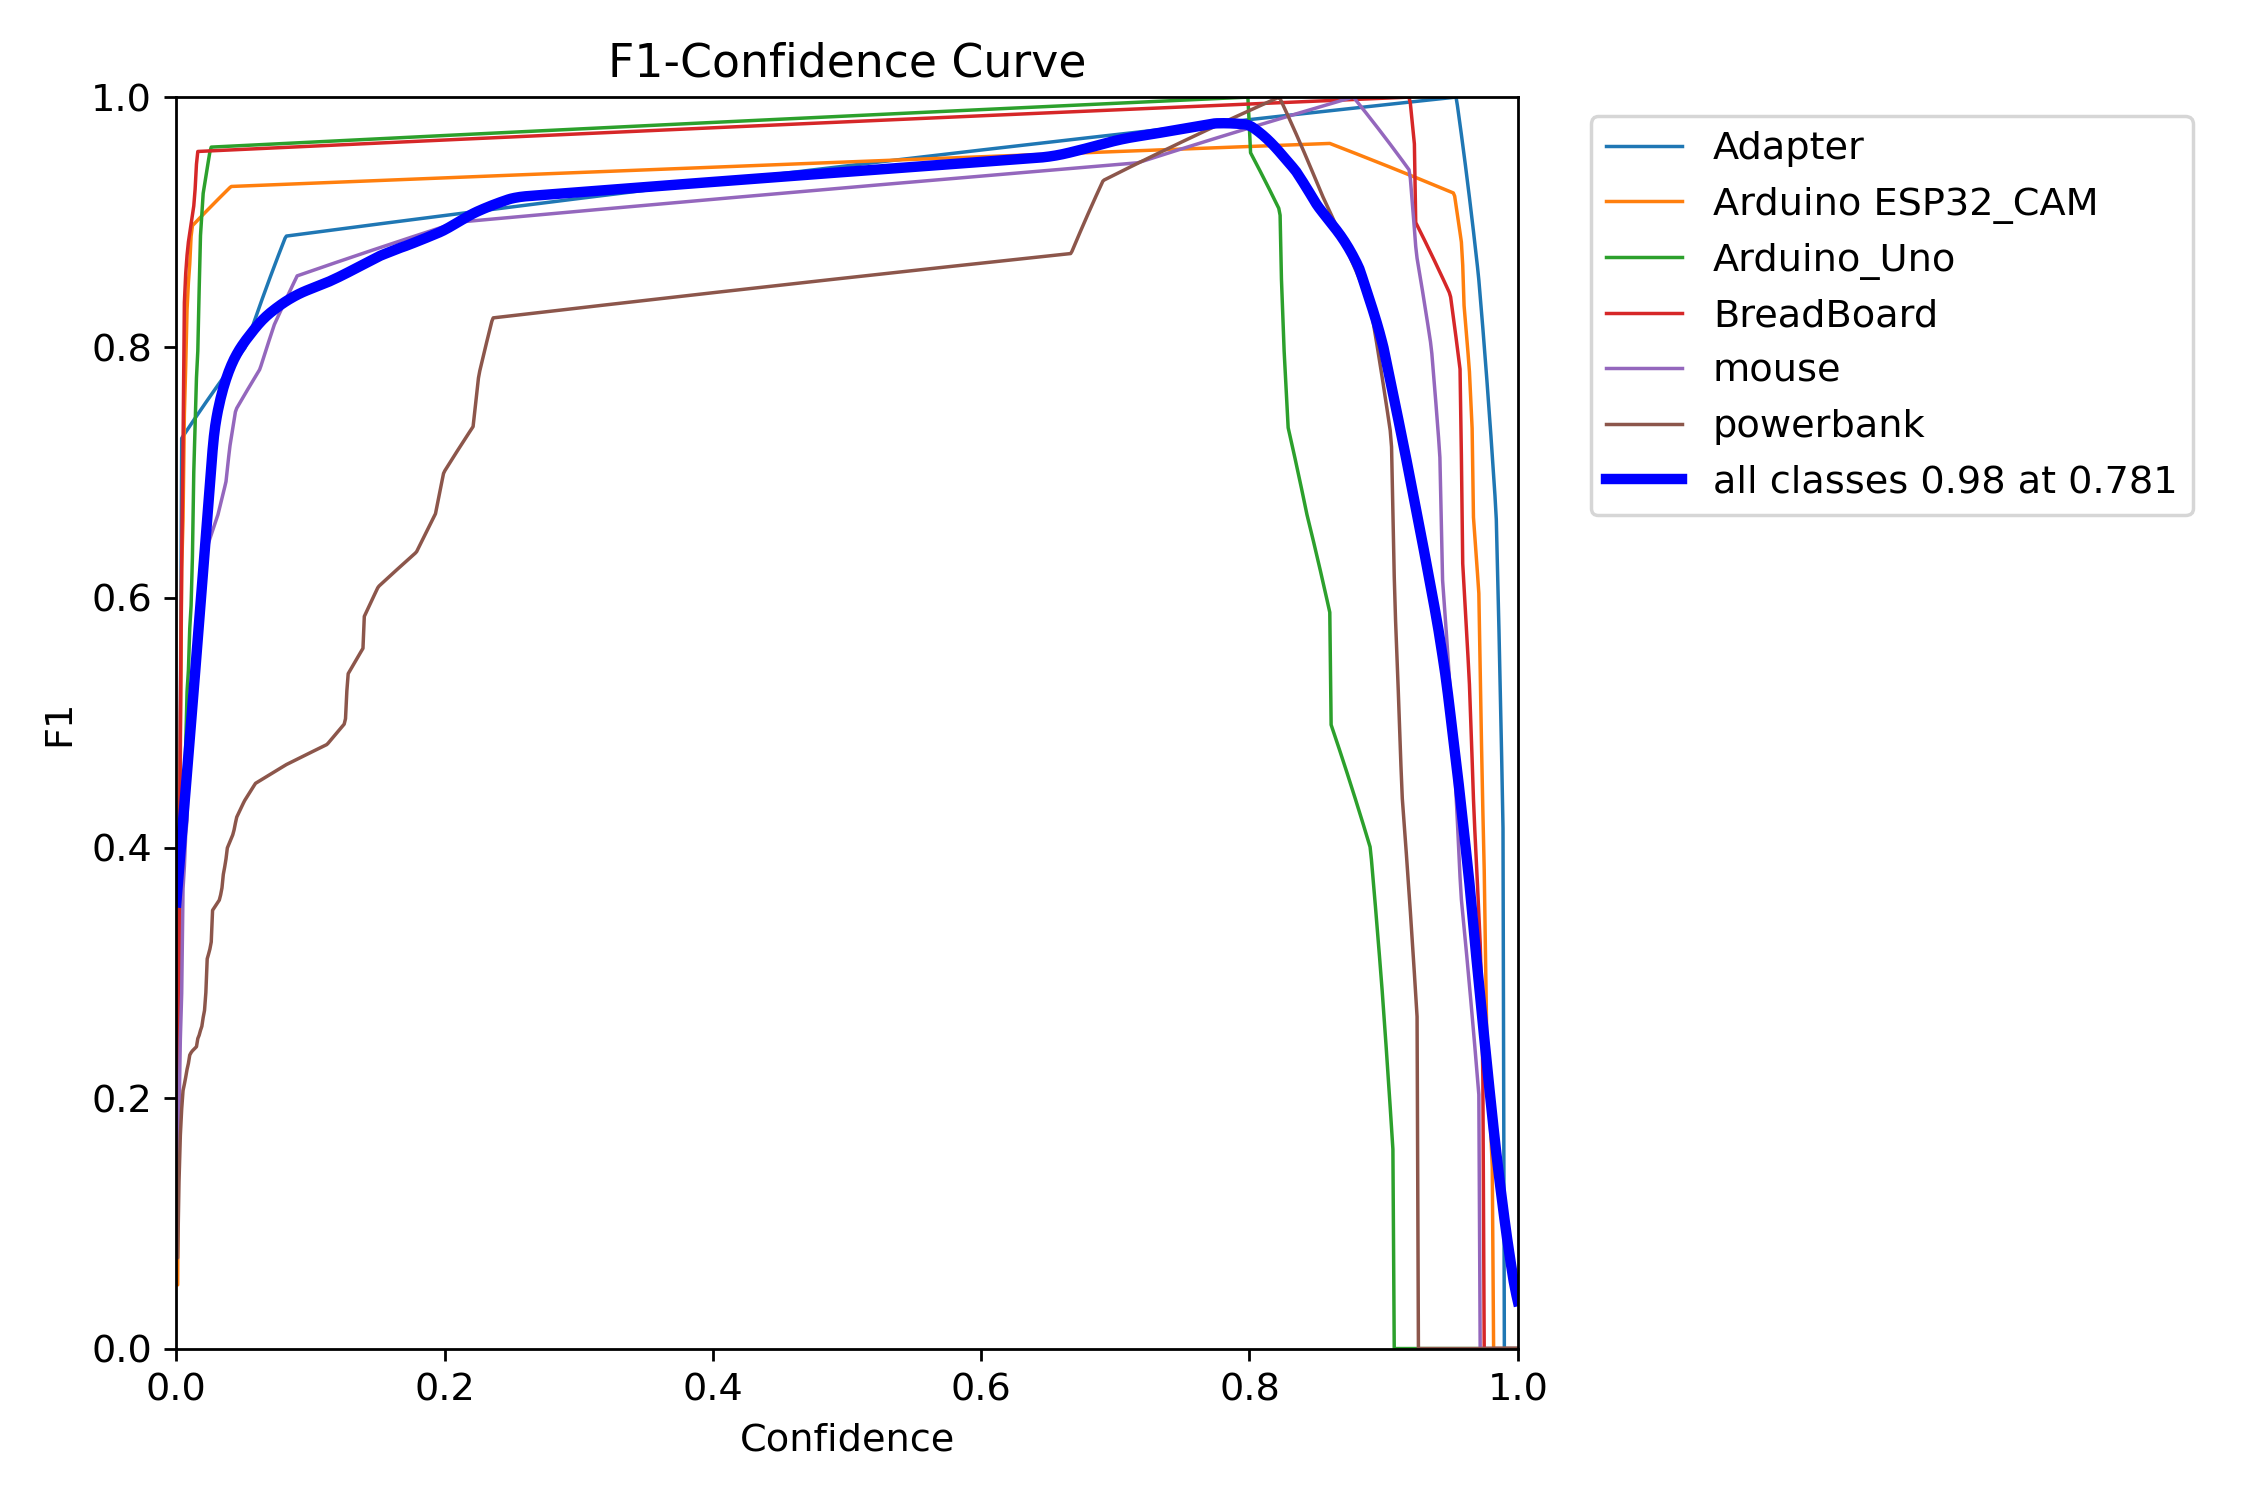 F1-Confidence Curve
1.0
0.8
0.6
0.4
0.2
0.0
F1
0.0 0.2 0.4 0.6 0.8 1.0
Confidence
Adapter
Arduino ESP32_CAM
Arduino_Uno
BreadBoard
mouse
powerbank
all classes 0.98 at 0.781